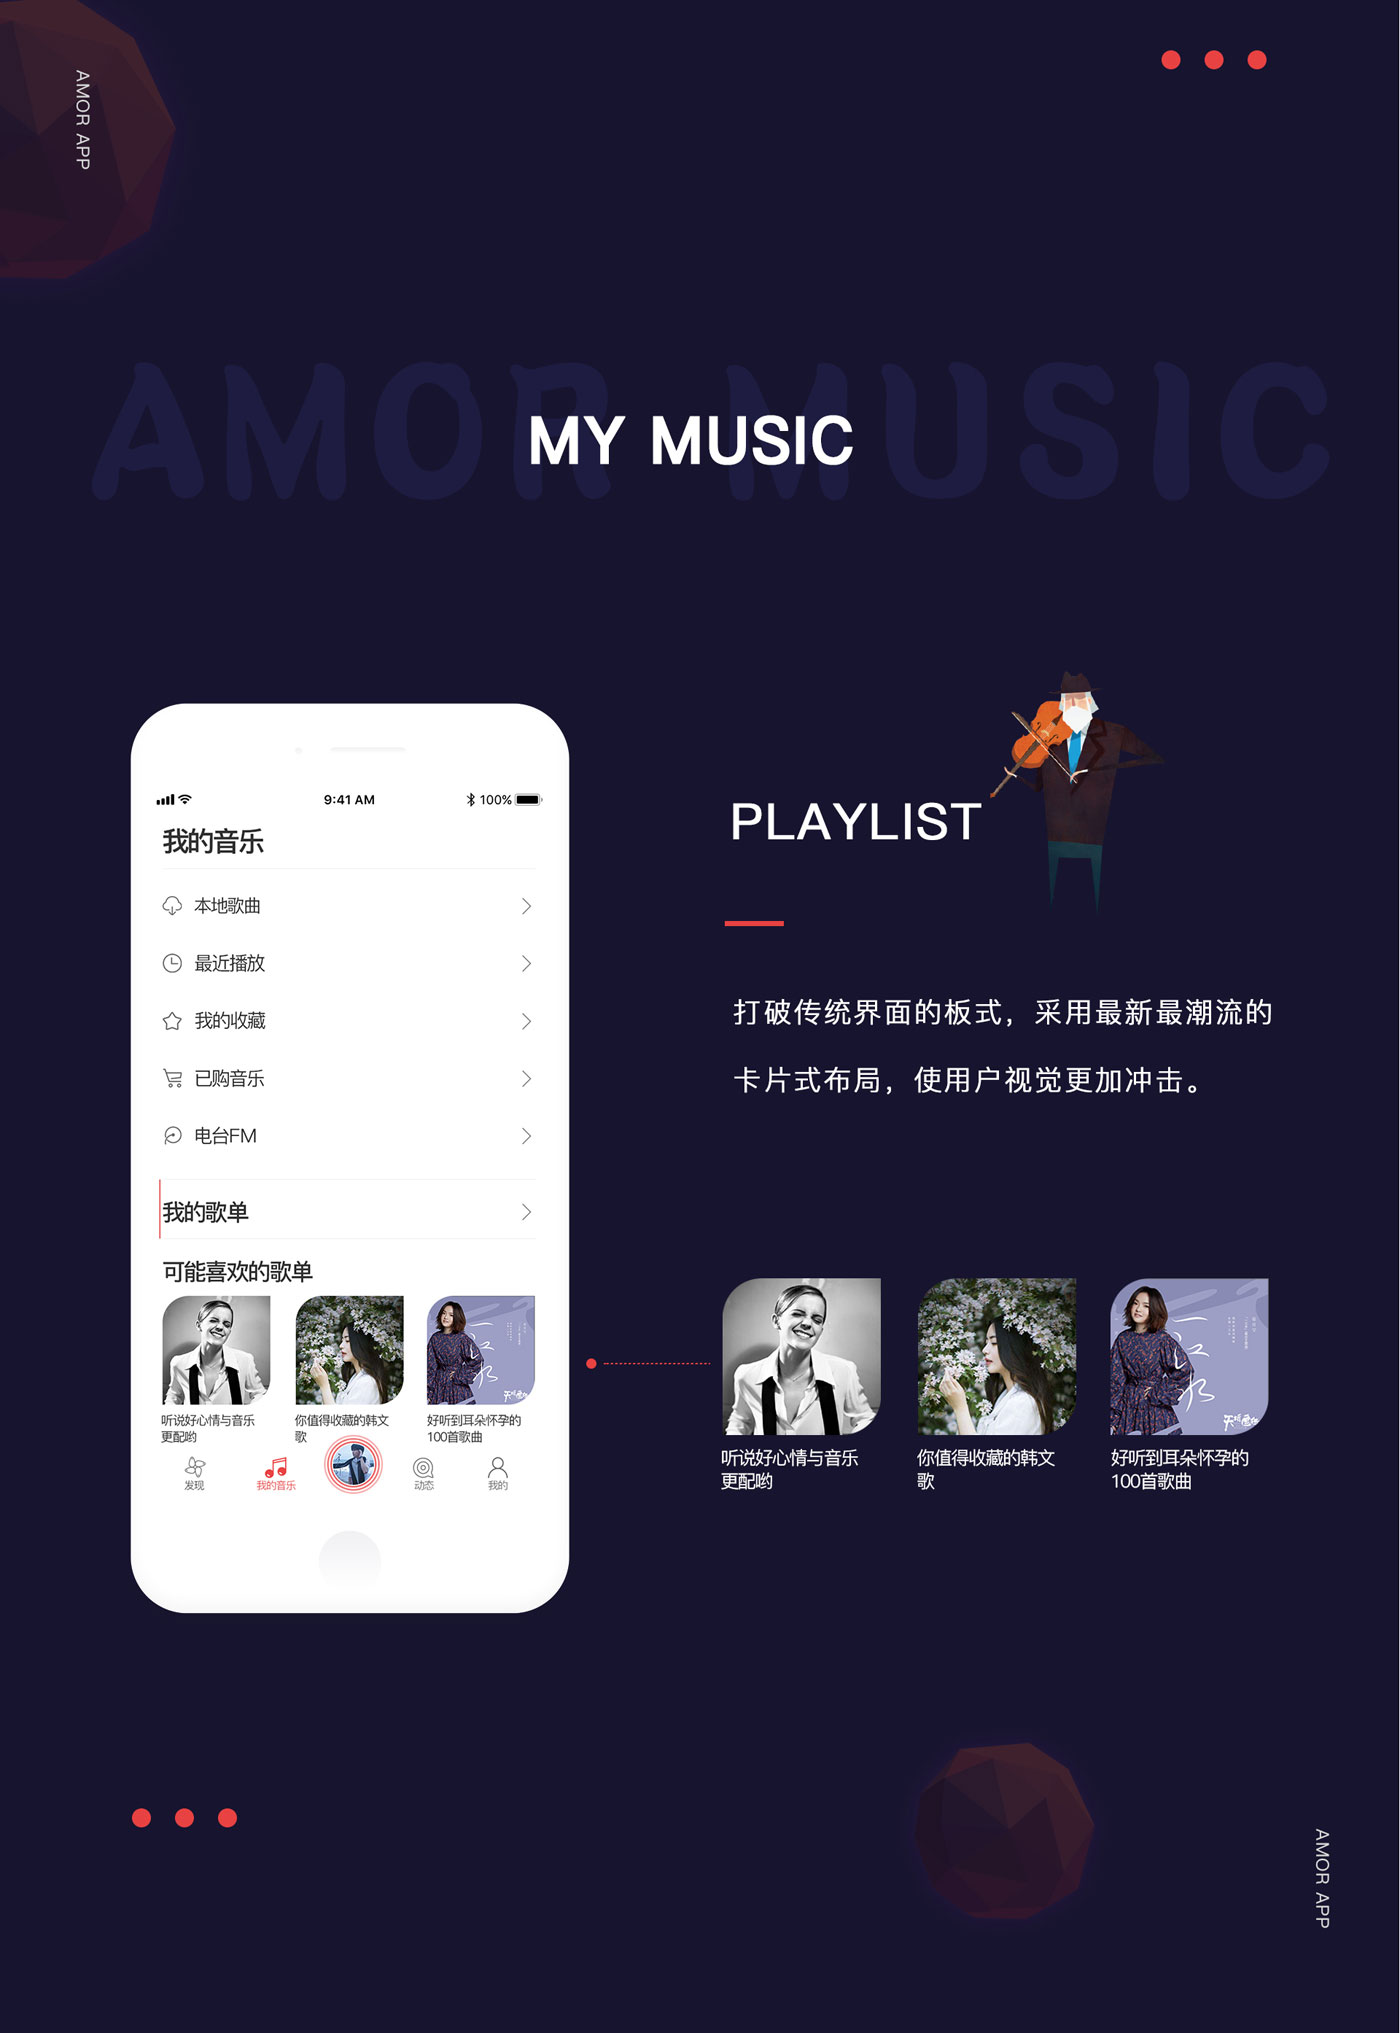 AMOR APP
AMOR MUSIC
MY MUSIC
9:41 AM
100%
我的音乐
本地歌曲
最近播放
我的收藏
已购音乐
电台FM
我的歌单
可能喜欢的歌单
听说好心情与音乐
更配哟
你值得收藏的韩文
歌
好听到耳朵怀孕的
100首歌曲
发现
我的音乐
动态
我的
PLAYLIST
打破传统界面的板式，采用最新最潮流的
卡片式布局，使用户视觉更加冲击。
听说好心情与音乐
更配哟
你值得收藏的韩文
歌
好听到耳朵怀孕的
100首歌曲
AMOR APP